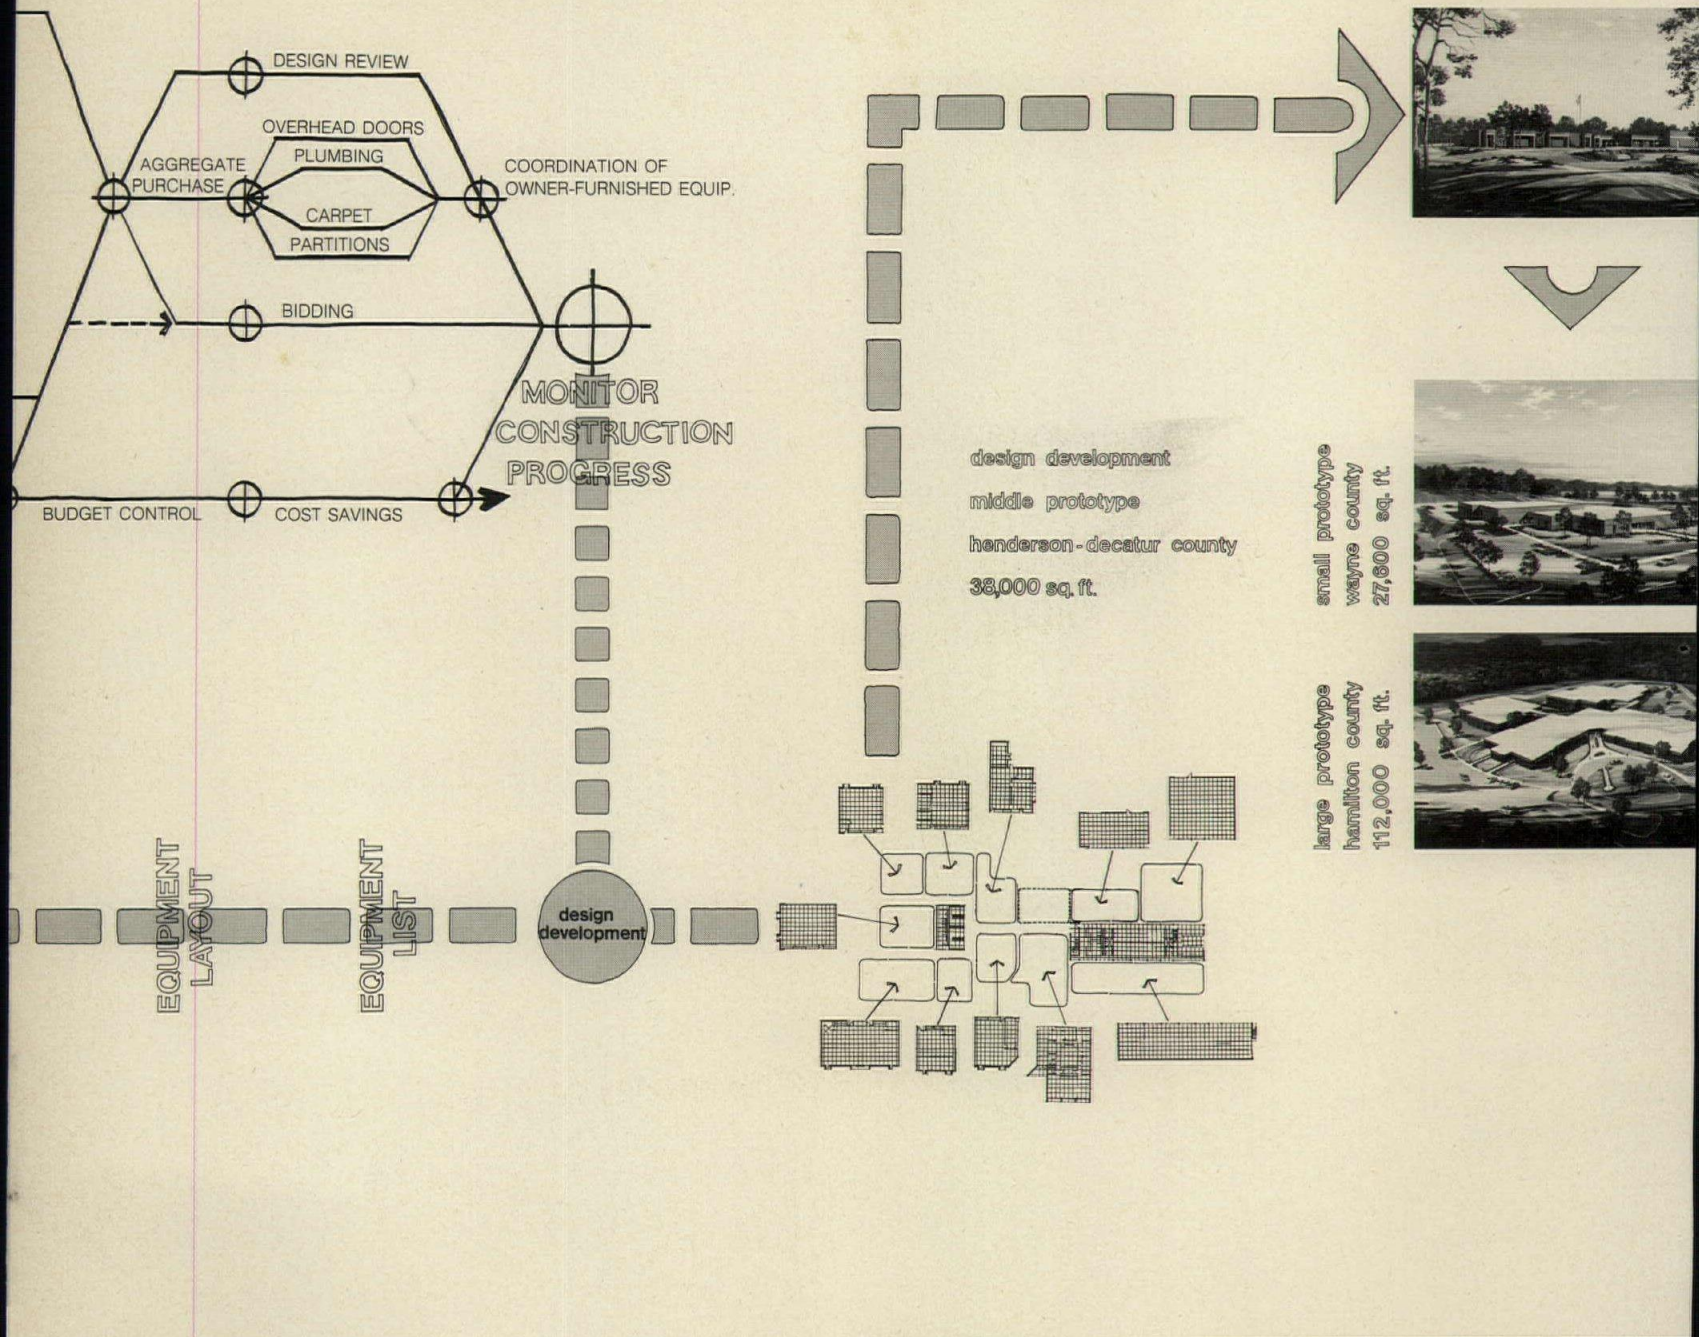 DESIGN REVIEW
OVERHEAD DOORS
PLUMBING
AGGREGATE
PURCHASE
CARPET
PARTITIONS
COORDINATION OF
OWNER-FURNISHED EQUIP.
BIDDING
MONITOR
CONSTRUCTION
PROGRESS
BUDGET CONTROL
COST SAVINGS
design development
middle prototype
henderson-decatur county
38,000 sq. ft.
small prototype
wayne county
27,600 sq. ft.
large prototype
hamilton county
112,000 sq. ft.
EQUIPMENT
LAYOUT
EQUIPMENT
LIST
design
development